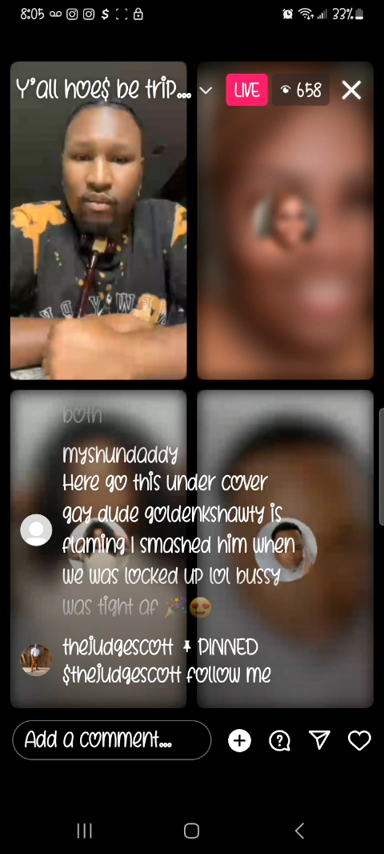 8:05
33%
Y'all hoe$ be trip...
LIVE
658
both
myshundaddy
Here go this under cover
gay dude goldenkshawty is
flaming I smashed him when
we was locked up lol bussy
was tight af 🎉😍
thejudgescott 📌 PINNED
$thejudgescott follow me
Add a comment...